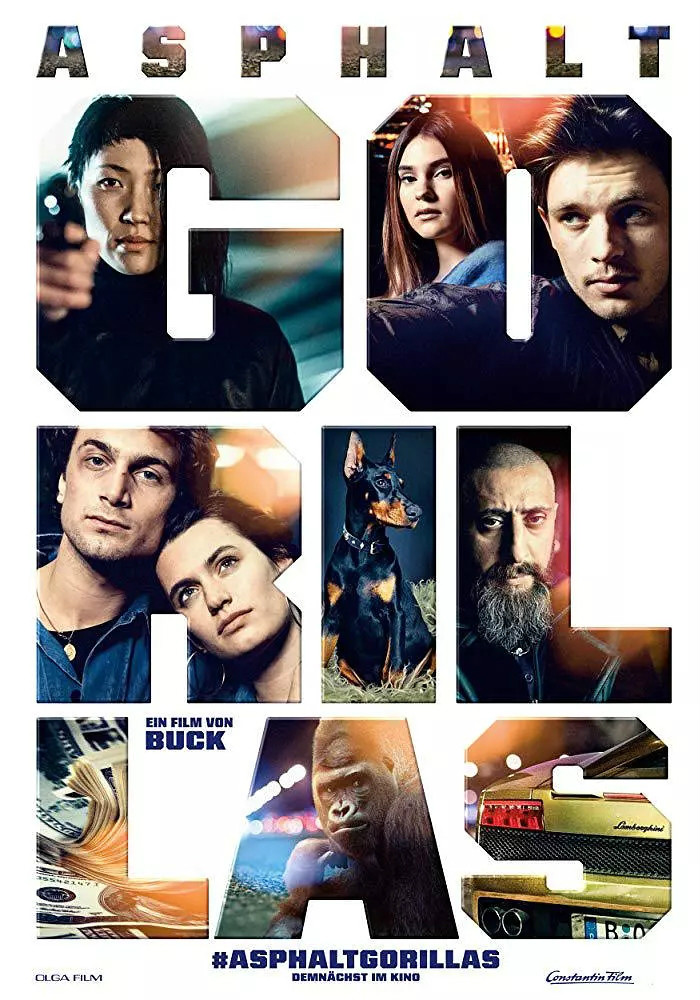 ASPHALT
GO
RIL
LAS
EIN FILM VON
BUCK
Lamborghini
#ASPHALTGORILLAS
DEMNÄCHST IM KINO
OLGA FILM
Constantin Film